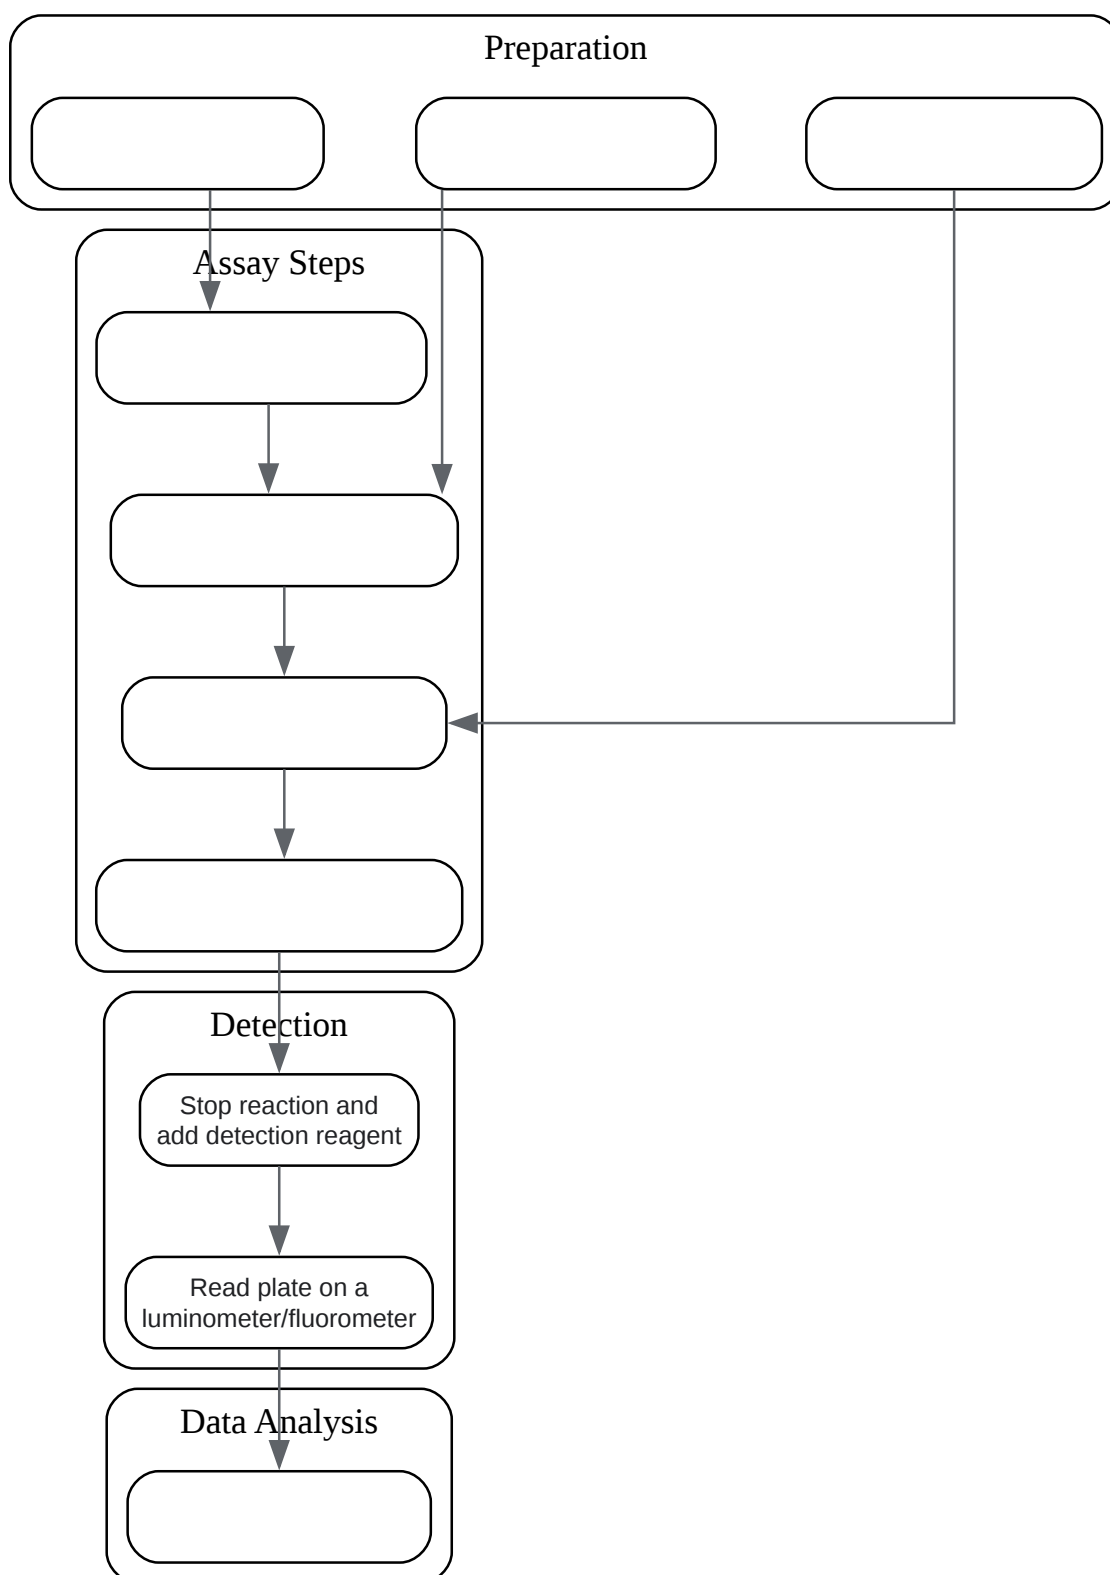 Preparation
Assay Steps
Detection
Stop reaction and
add detection reagent
Read plate on a
luminometer/fluorometer
Data Analysis